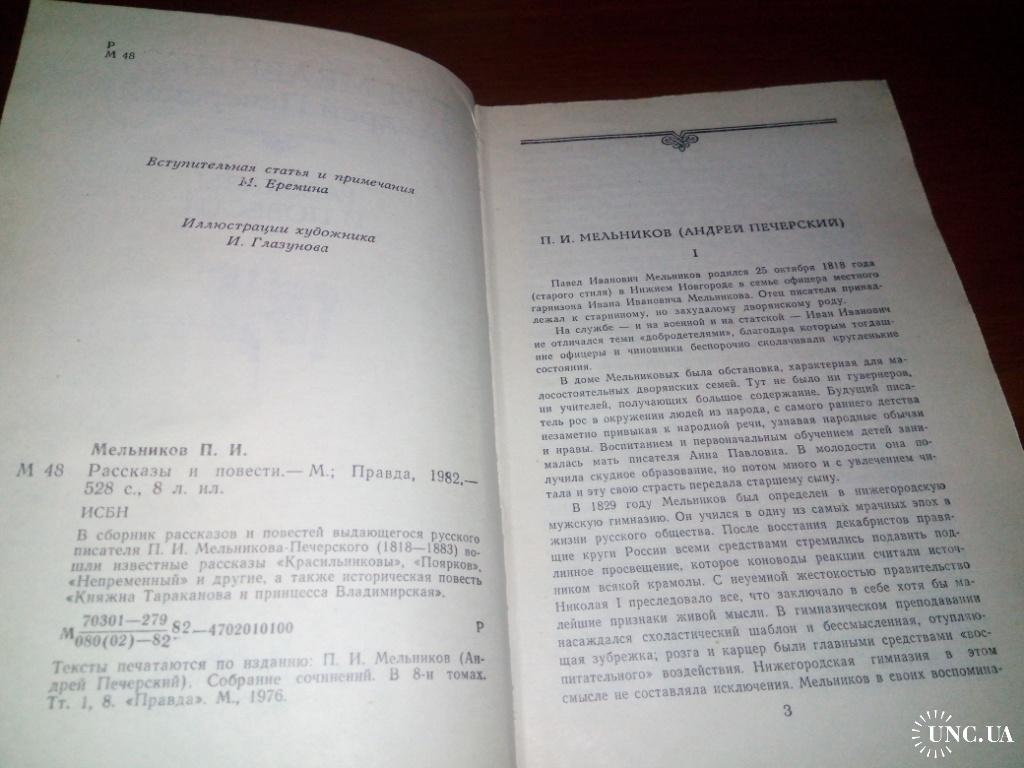 Р
М 48
Вступительная статья и примечания
М. Еремина
Иллюстрации художника
И. Глазунова
Мельников П. И.
М 48 Рассказы и повести.— М.; Правда, 1982.—
528 с., 8 л. ил.
ИСБН
В сборник рассказов и повестей выдающегося русского
писателя П. И. Мельникова-Печерского (1818—1883) во-
шли известные рассказы «Красильниковы», «Поярков»,
«Непременный» и другие, а также историческая повесть
«Княжна Тараканова и принцесса Владимирская».
70301—279
М 82—4702010100 Р
080(02)—82
Тексты печатаются по изданию: П. И. Мельников (Ан-
дрей Печерский). Собрание сочинений. В 8-и томах.
Тт. 1, 8. «Правда». М., 1976.
П. И. МЕЛЬНИКОВ (АНДРЕЙ ПЕЧЕРСКИЙ)
I
Павел Иванович Мельников родился 25 октября 1818 года
(старого стиля) в Нижнем Новгороде в семье офицера местного
гарнизона Ивана Ивановича Мельникова. Отец писателя принад-
лежал к старинному, но захудалому дворянскому роду.
На службе — и на военной и на статской — Иван Иванович
не отличался теми «добродетелями», благодаря которым тогдаш-
ние офицеры и чиновники беспорочно сколачивали кругленькие
состояния.
В доме Мельниковых была обстановка, характерная для ма-
лосостоятельных дворянских семей. Тут не было ни гувернеров,
ни учителей, получающих большое содержание. Будущий писа-
тель рос в окружении людей из народа, с самого раннего детства
незаметно привыкая к народной речи, узнавая народные обычаи
и нравы. Воспитанием и первоначальным обучением детей зани-
малась мать писателя Анна Павловна. В молодости она по-
лучила скудное образование, но потом много и с увлечением чи-
тала и эту свою страсть передала старшему сыну.
В 1829 году Мельников был определен в нижегородскую
мужскую гимназию. Он учился в одну из самых мрачных эпох в
жизни русского общества. После восстания декабристов правя-
щие круги России всеми средствами стремились подавить под-
линное просвещение, которое коноводы реакции считали источ-
ником всякой крамолы. С неуемной жестокостью правительство
Николая I преследовало все, что заключало в себе хотя бы ма-
лейшие признаки живой мысли. В гимназическом преподавании
насаждался схоластический шаблон и бессмысленная, отупляю-
щая зубрежка; розга и карцер были главными средствами «вос-
питательного» воздействия. Нижегородская гимназия в этом
смысле не составляла исключения. Мельников в своих воспомина-
3
UNC.UA